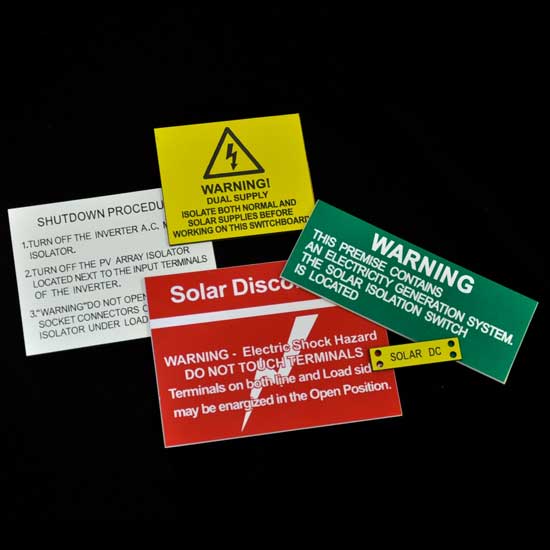 WARNING!
DUAL SUPPLY
ISOLATE BOTH NORMAL AND
SOLAR SUPPLIES BEFORE
WORKING ON THIS SWITCHBOARD
SHUTDOWN PROCEDU
1.TURN OFF THE INVERTER A.C. M
ISOLATOR.
2.TURN OFF THE PV ARRAY ISOLATOR
LOCATED NEXT TO THE INPUT TERMINALS
OF THE INVERTER.
3."WARNING"DO NOT OPEN
SOCKET CONNECTORS O
ISOLATOR UNDER LOAD
WARNING
THIS PREMISE CONTAINS
AN ELECTRICITY GENERATION SYSTEM.
THE SOLAR ISOLATION SWITCH
IS LOCATED
Solar Disco
WARNING - Electric Shock Hazard
DO NOT TOUCH TERMINALS
Terminals on both line and Load sid
may be enargized in the Open Position.
SOLAR DC